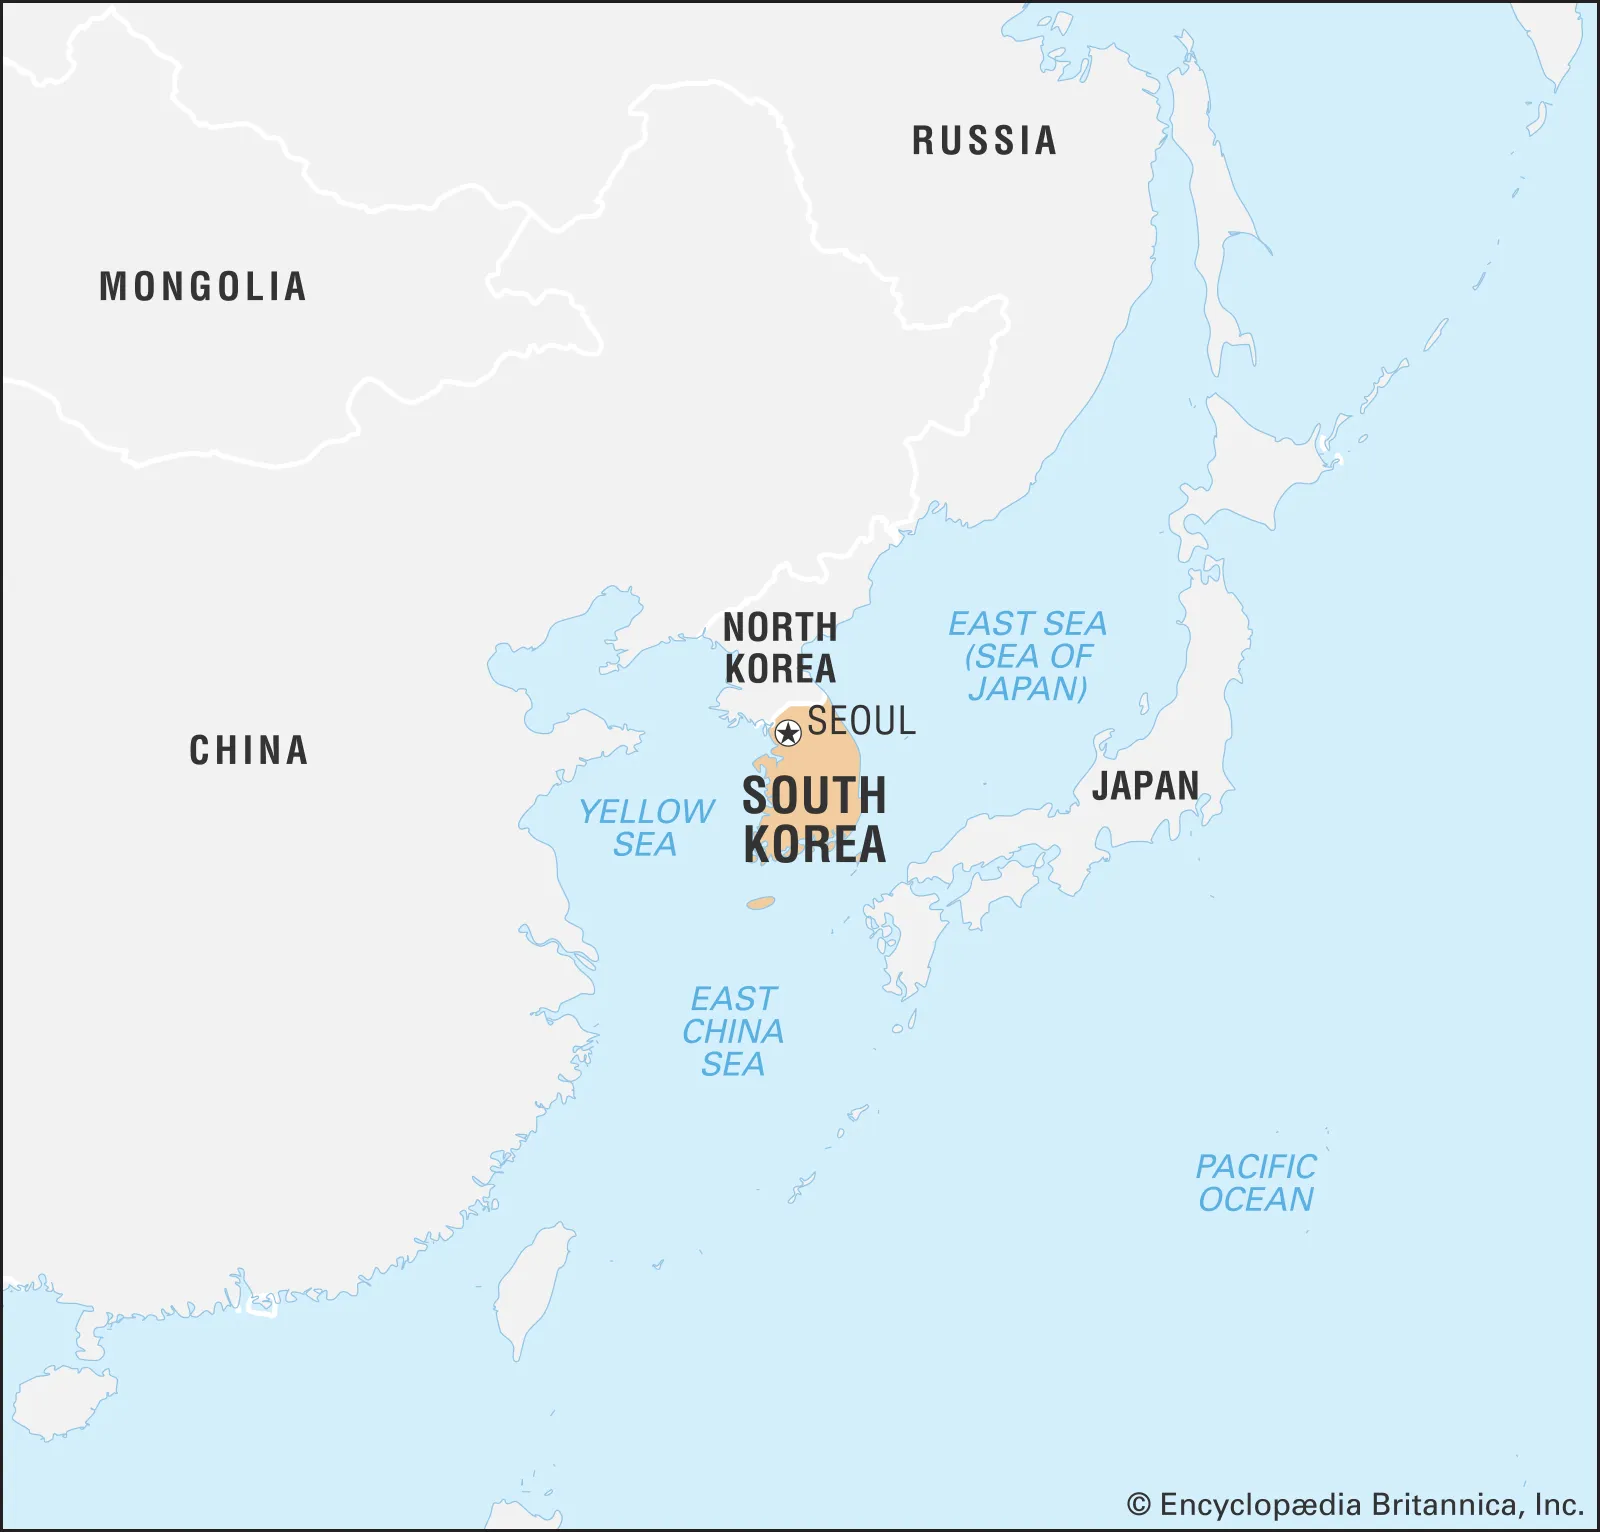 RUSSIA
MONGOLIA
NORTH
KOREA
EAST SEA
(SEA OF
JAPAN)
SEOUL
CHINA
SOUTH
KOREA
JAPAN
YELLOW
SEA
EAST
CHINA
SEA
PACIFIC
OCEAN
© Encyclopædia Britannica, Inc.